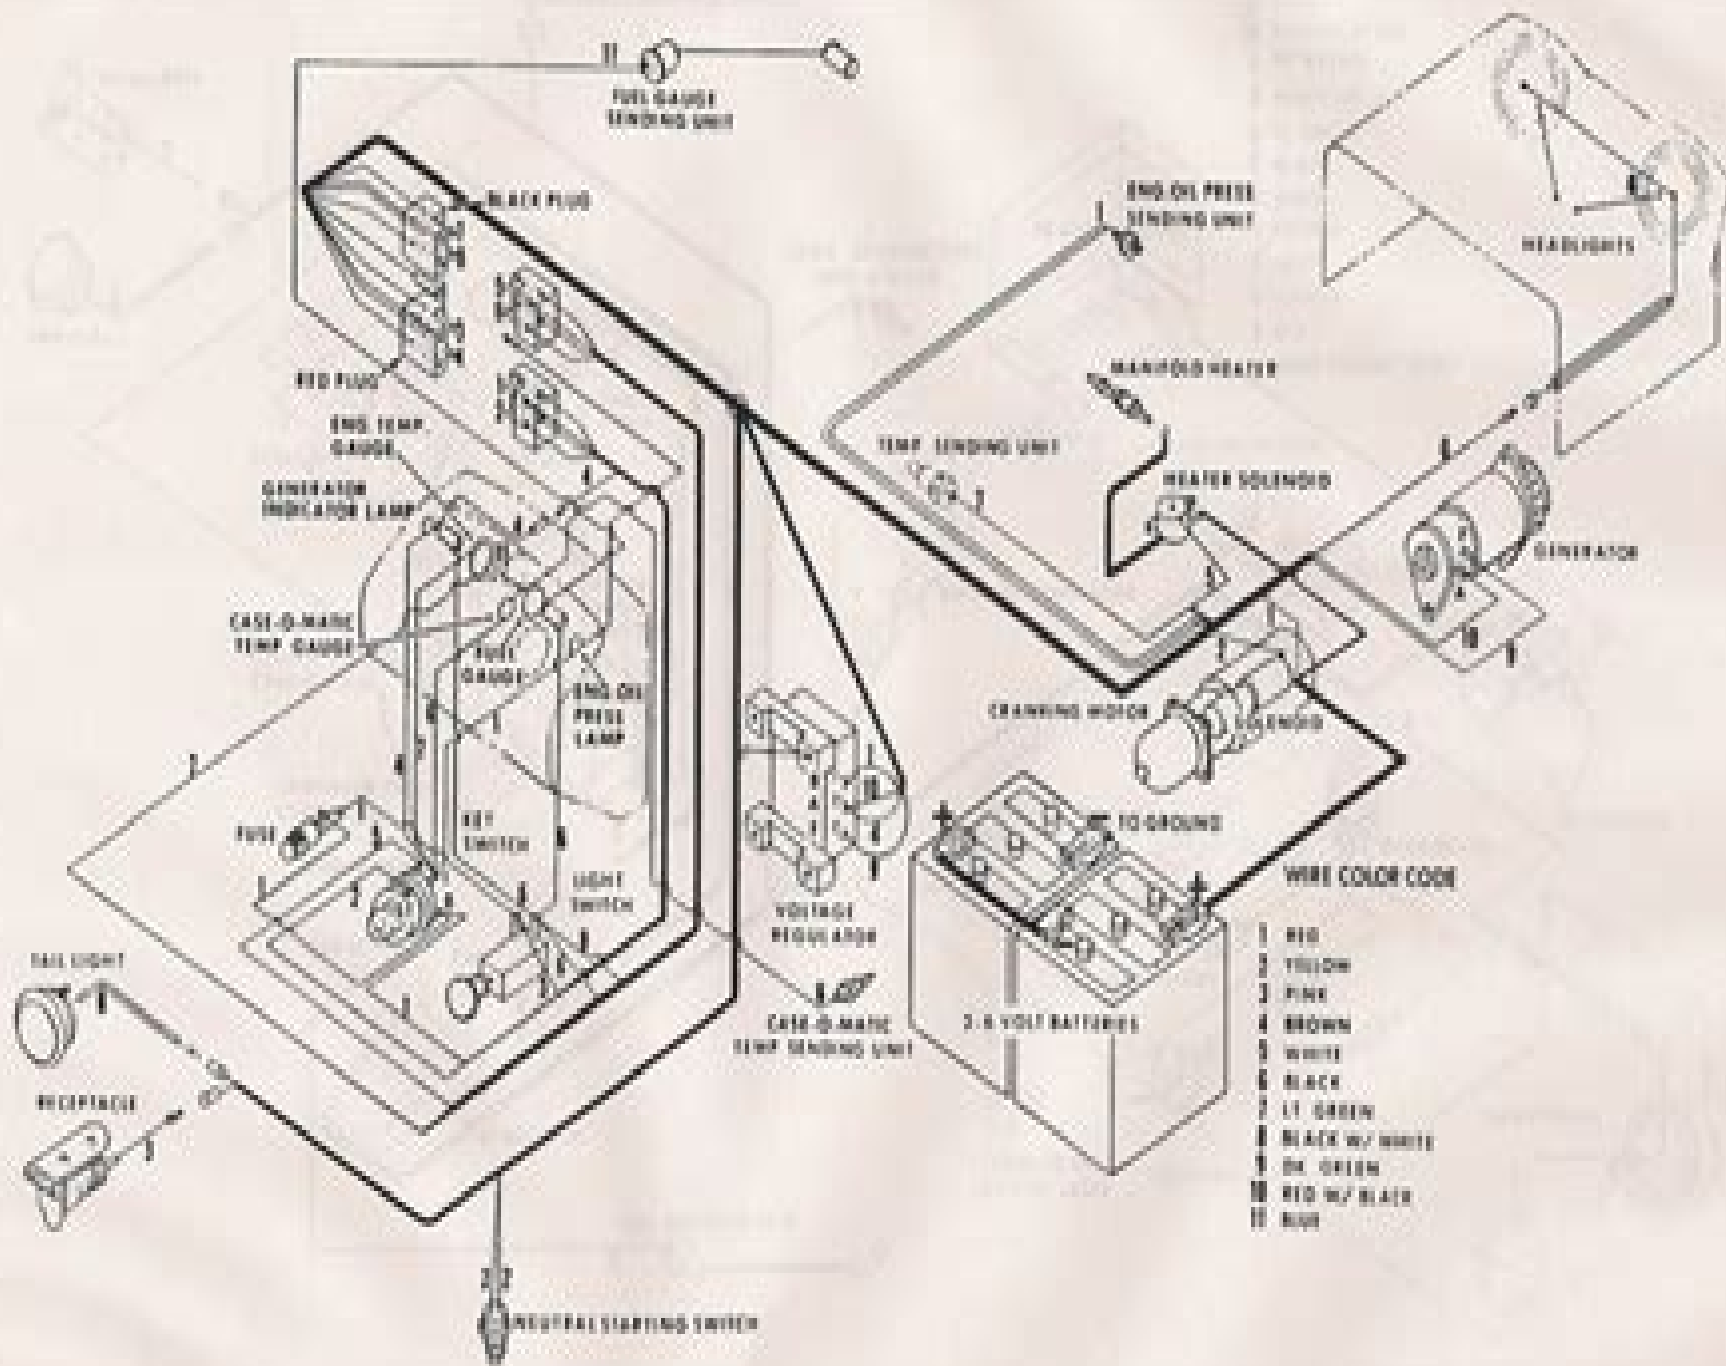 11
FUEL GAUGE
SENDING UNIT
BLACK PLUG
ENG. OIL PRESS
SENDING UNIT
HEADLIGHTS
RED PLUG
MANIFOLD HEATER
ENG. TEMP.
GAUGE
TEMP. SENDING UNIT
HEATER SOLENOID
GENERATOR
INDICATOR LAMP
GENERATOR
CASE-O-MATIC
TEMP GAUGE
FUEL
GAUGE
10
9
ENG. OIL
PRESS
LAMP
CRANKING MOTOR
SOLENOID
FUSE
KEY
SWITCH
TO GROUND
LIGHT
SWITCH
VOLTAGE
REGULATOR
WIRE COLOR CODE
1 RED
2 YELLOW
3 PINK
4 BROWN
5 WHITE
6 BLACK
7 LT GREEN
8 BLACK W/ WHITE
9 DK GREEN
10 RED W/ BLACK
11 BLUE
TAIL LIGHT
CASE-O-MATIC
TEMP SENDING UNIT
2-6 VOLT BATTERIES
RECEPTACLE
NEUTRAL STARTING SWITCH